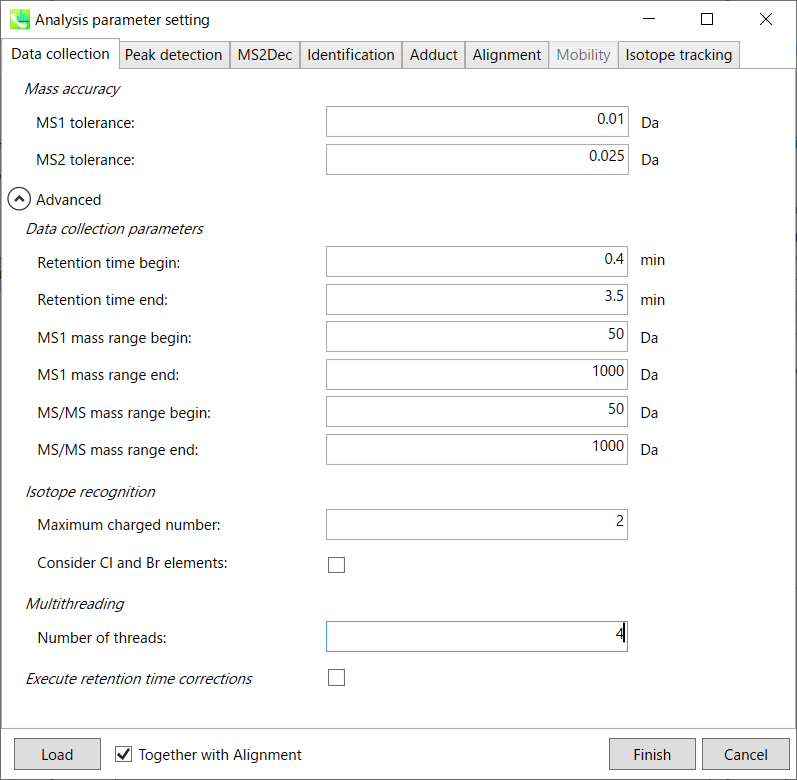 Analysis parameter setting
Data collection Peak detection MS2Dec Identification Adduct Alignment Mobility Isotope tracking
Mass accuracy
MS1 tolerance: 0.01 Da
MS2 tolerance: 0.025 Da
Advanced
Data collection parameters
Retention time begin: 0.4 min
Retention time end: 3.5 min
MS1 mass range begin: 50 Da
MS1 mass range end: 1000 Da
MS/MS mass range begin: 50 Da
MS/MS mass range end: 1000 Da
Isotope recognition
Maximum charged number: 2
Consider Cl and Br elements:
Multithreading
Number of threads: 4
Execute retention time corrections
Load Together with Alignment Finish Cancel